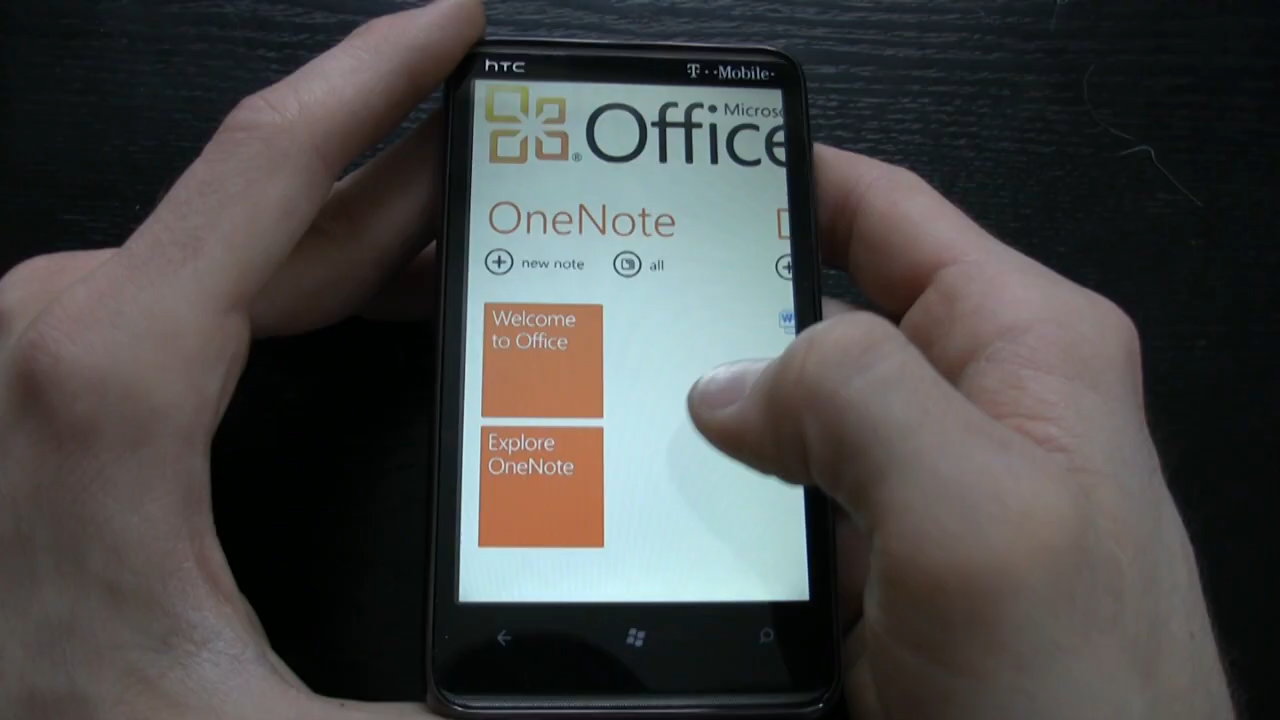 hTC
T··Mobile·
Office
OneNote
new note
all
Welcome
to Office
Explore
OneNote
W